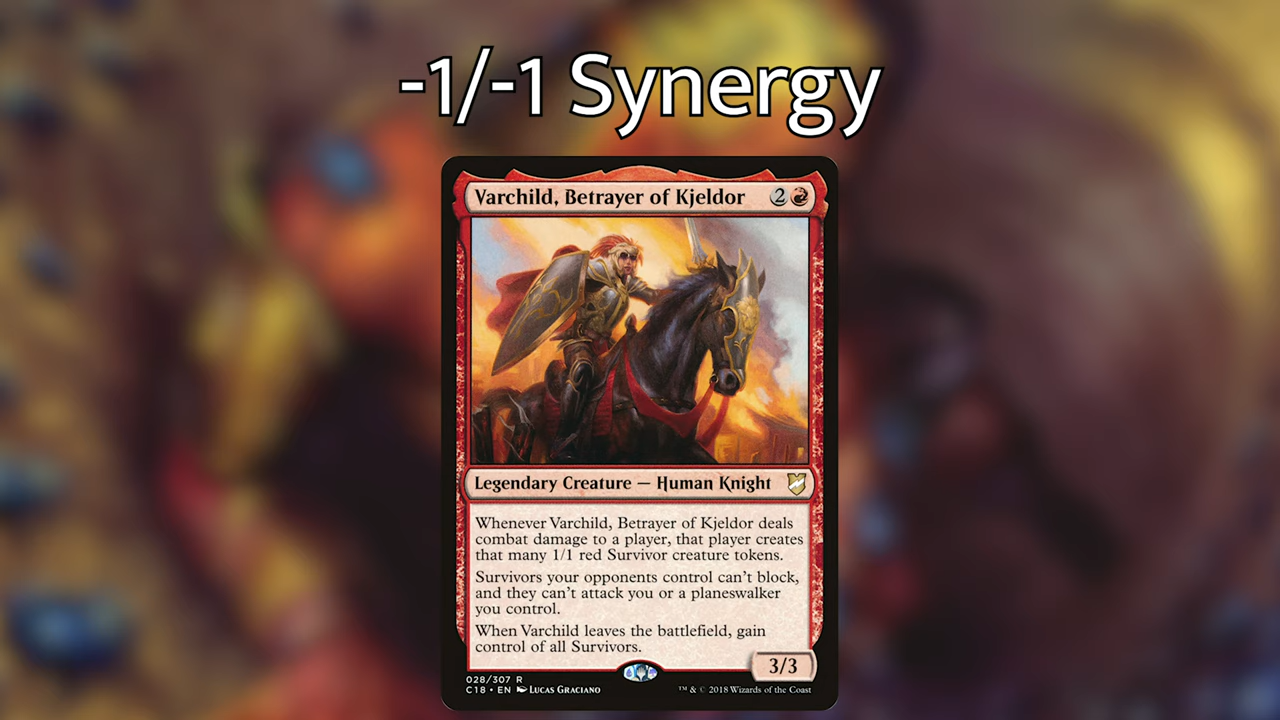 -1/-1 Synergy
Varchild, Betrayer of Kjeldor 2
Legendary Creature — Human Knight
Whenever Varchild, Betrayer of Kjeldor deals
combat damage to a player, that player creates
that many 1/1 red Survivor creature tokens.
Survivors your opponents control can't block,
and they can't attack you or a planeswalker
you control.
When Varchild leaves the battlefield, gain
control of all Survivors.
3/3
028/307 R
C18 • EN Lucas Graciano
™ & © 2018 Wizards of the Coast